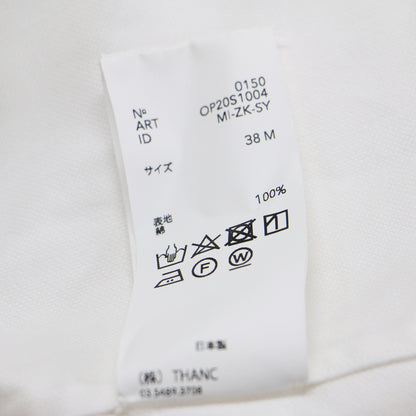 № 0150
ART OP20S1004
ID MI-ZK-SY
サイズ 38 M
表地
綿 100%
F W
日本製
(株) THANC
03.5489.3708